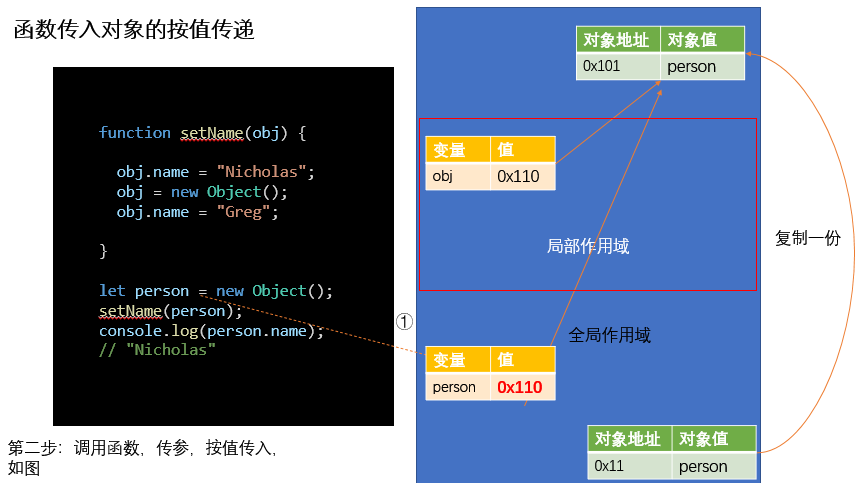 函数传入对象的按值传递
对象地址 对象值
0x101 person
function setName(obj) {
obj.name = "Nicholas";
obj = new Object();
obj.name = "Greg";
}
let person = new Object();
setName(person);
console.log(person.name);
// "Nicholas"
变量 值
obj 0x110
局部作用域
复制一份
①
全局作用域
变量 值
person 0x110
对象地址 对象值
0x11 person
第二步：调用函数，传参，按值传入，
如图